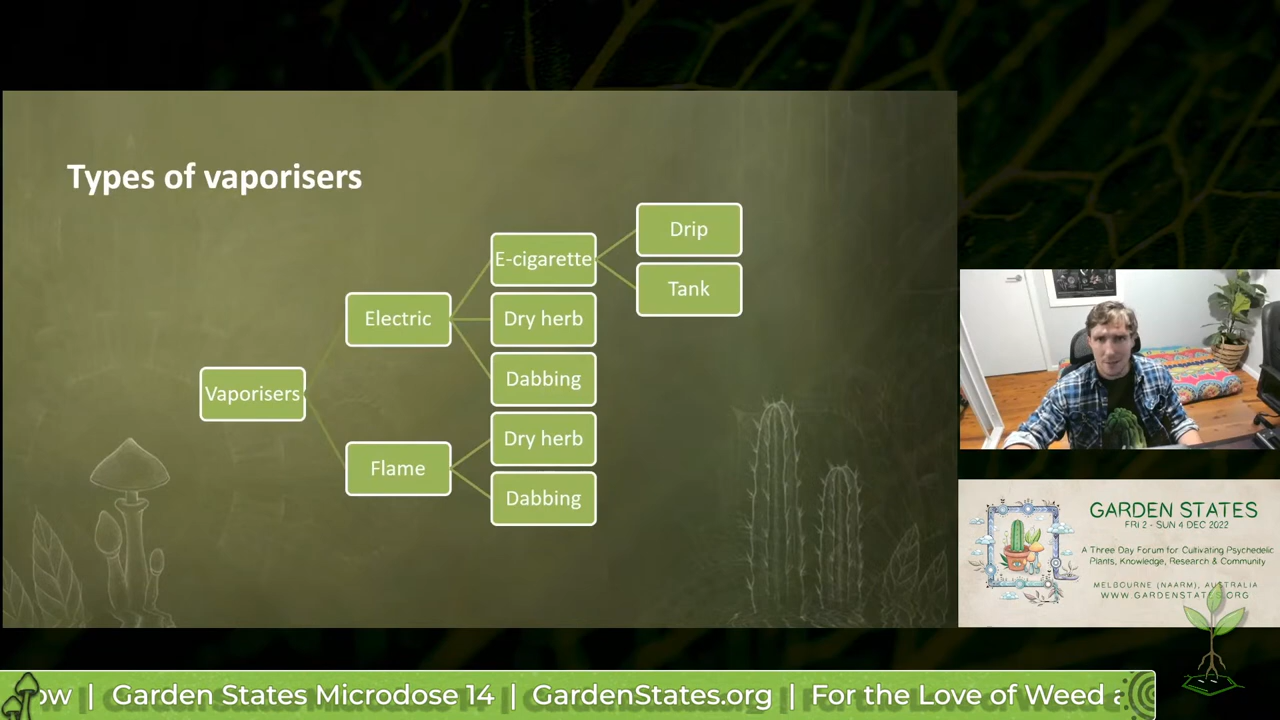 Types of vaporisers
Vaporisers
Electric
Flame
E-cigarette
Dry herb
Dabbing
Dry herb
Dabbing
Drip
Tank
GARDEN STATES
FRI 2 - SUN 4 DEC 2022
A Three Day Forum for Cultivating Psychedelic
Plants, Knowledge, Research & Community
MELBOURNE (NAARM), AUSTRALIA
WWW.GARDENSTATES.ORG
ow | Garden States Microdose 14 | GardenStates.org | For the Love of Weed a